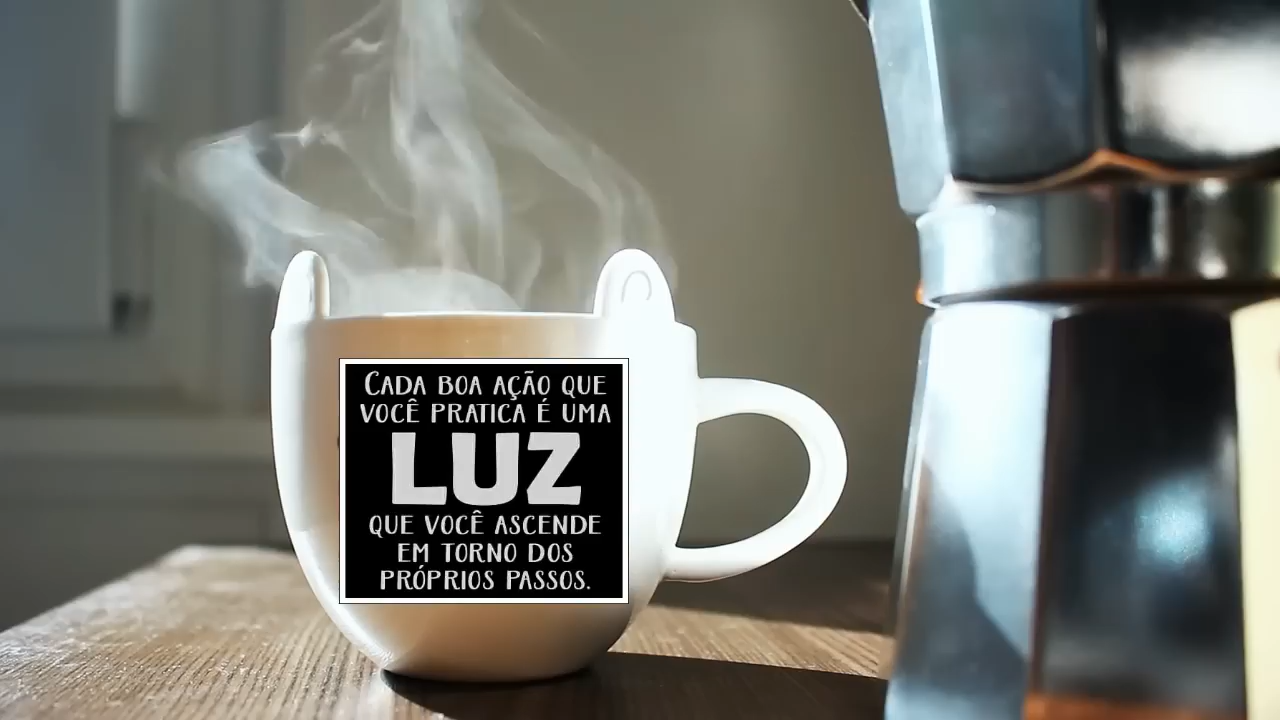 Cada boa ação que
você pratica é uma
LUZ
que você ascende
em torno dos
próprios passos.